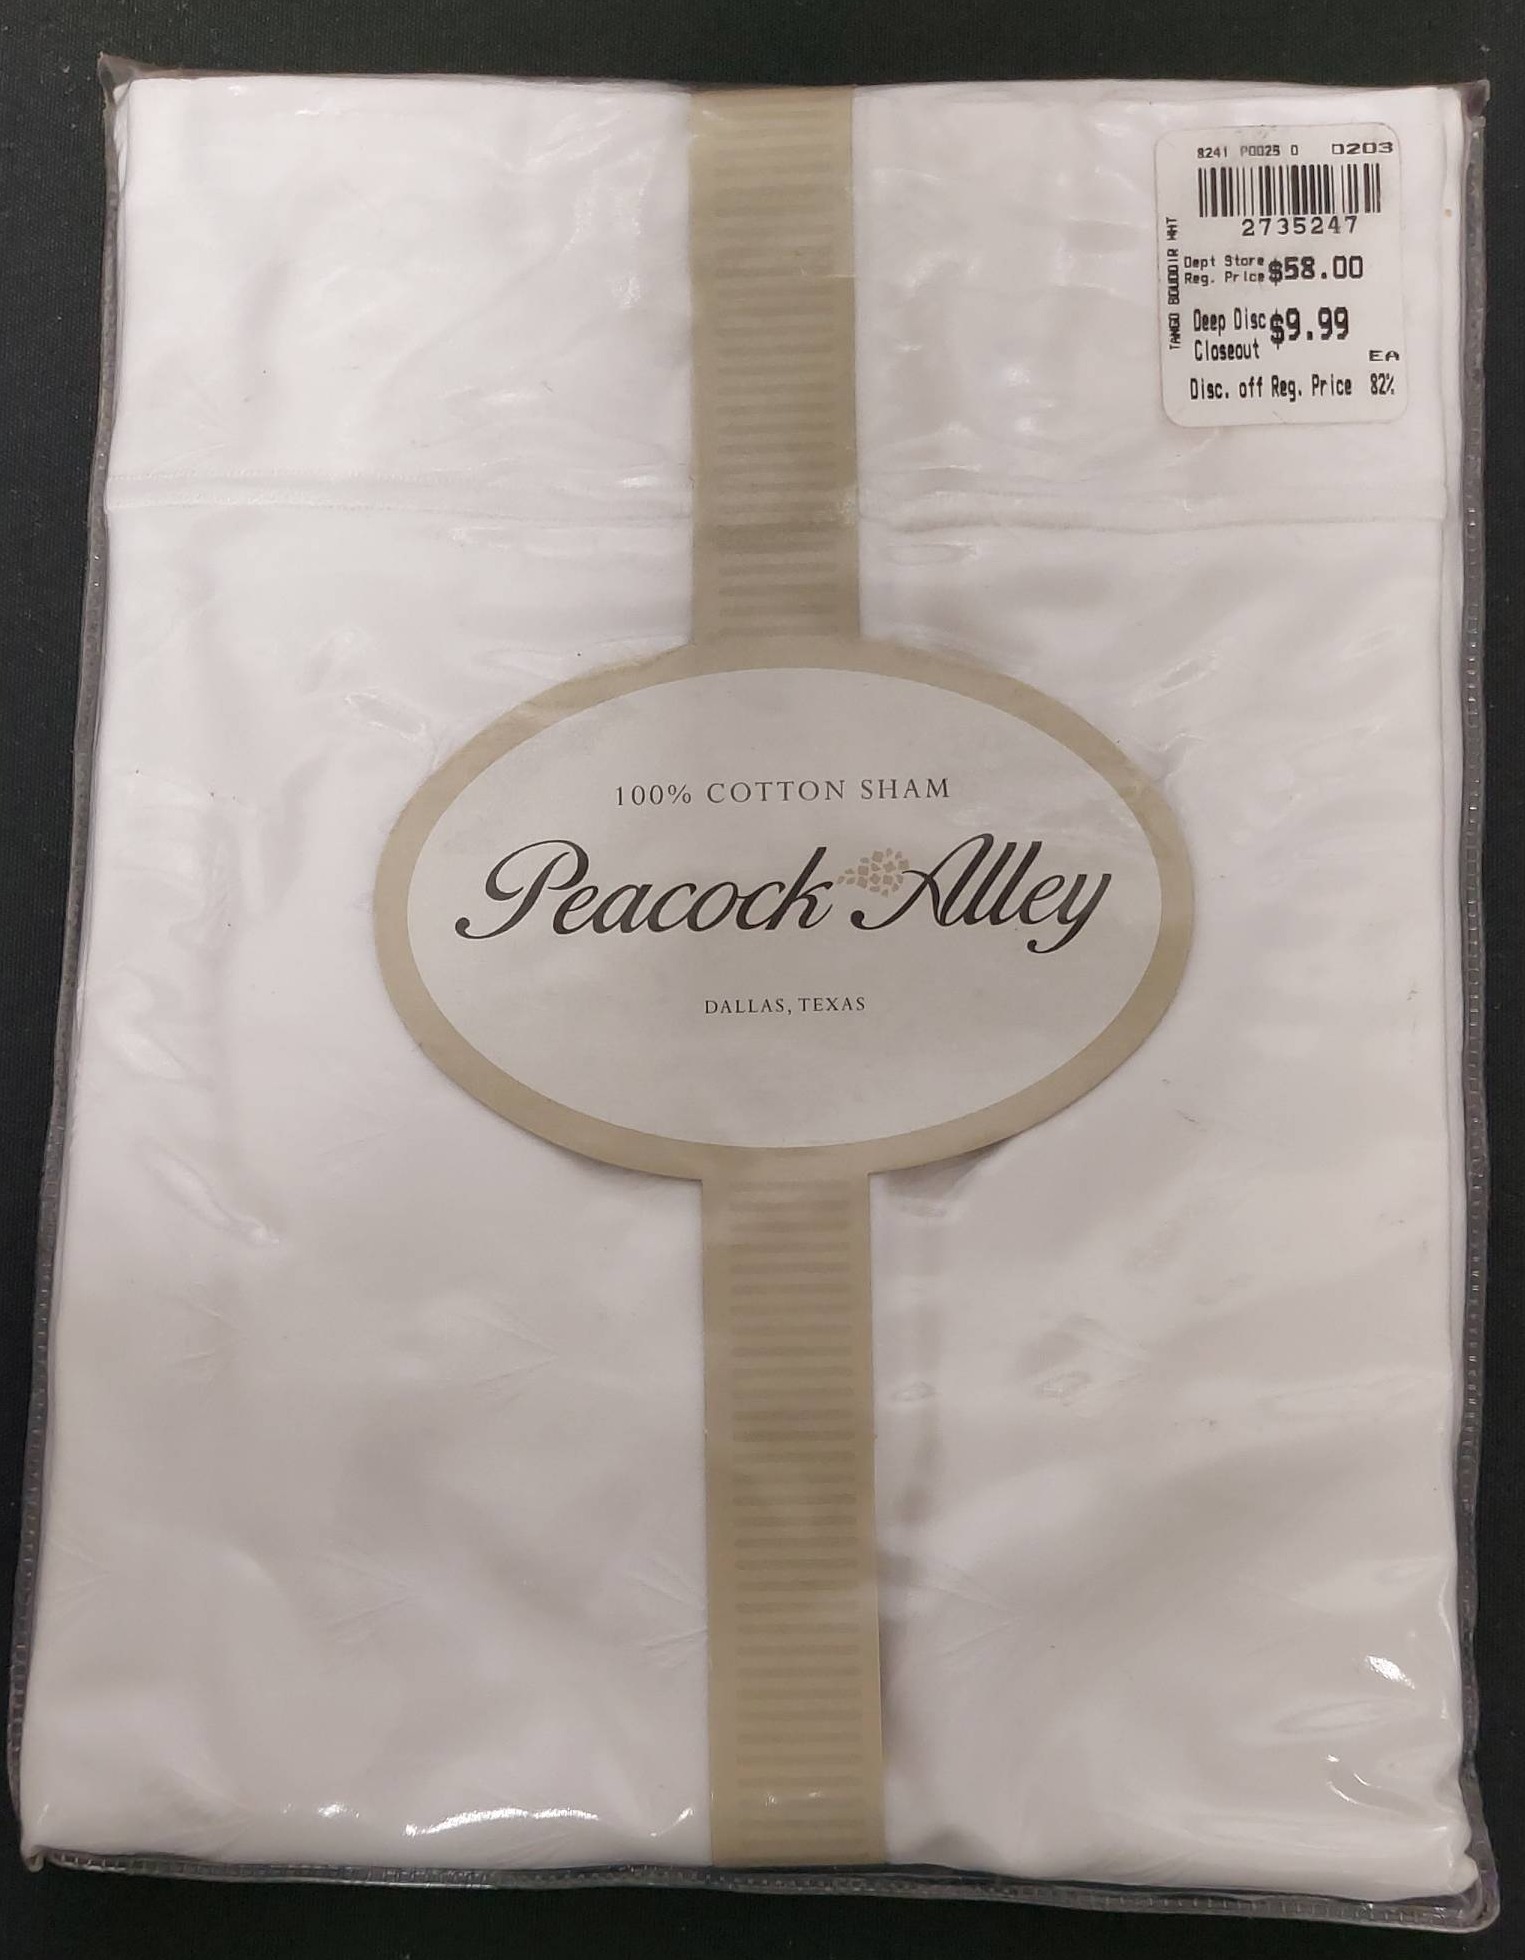 8241 P0025 0 0203
2735247
TANGO BOUDOIR WHT
Dept Store
Reg. Price $58.00
Deep Disc $9.99
Closeout
EA
Disc. off Reg. Price 82%
100% COTTON SHAM
Peacock Alley
DALLAS, TEXAS